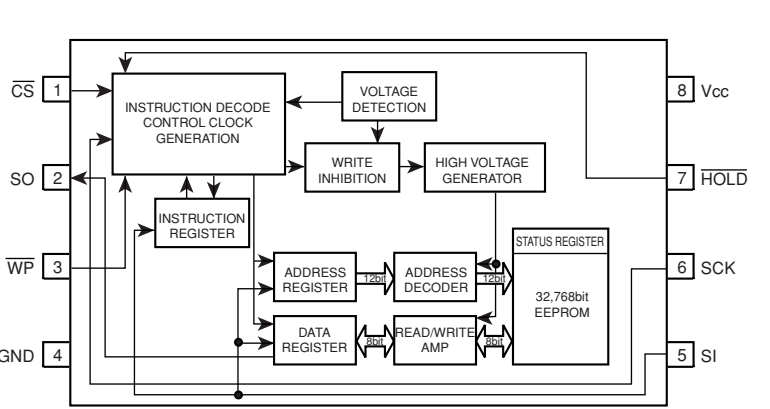 CS 1
SO 2
WP 3
GND 4
8 Vcc
7 HOLD
6 SCK
5 SI
INSTRUCTION DECODE
CONTROL CLOCK
GENERATION
VOLTAGE
DETECTION
WRITE
INHIBITION
HIGH VOLTAGE
GENERATOR
INSTRUCTION
REGISTER
STATUS REGISTER
ADDRESS
REGISTER
12bit
ADDRESS
DECODER
12bit
32,768bit
EEPROM
DATA
REGISTER
8bit
READ/WRITE
AMP
8bit